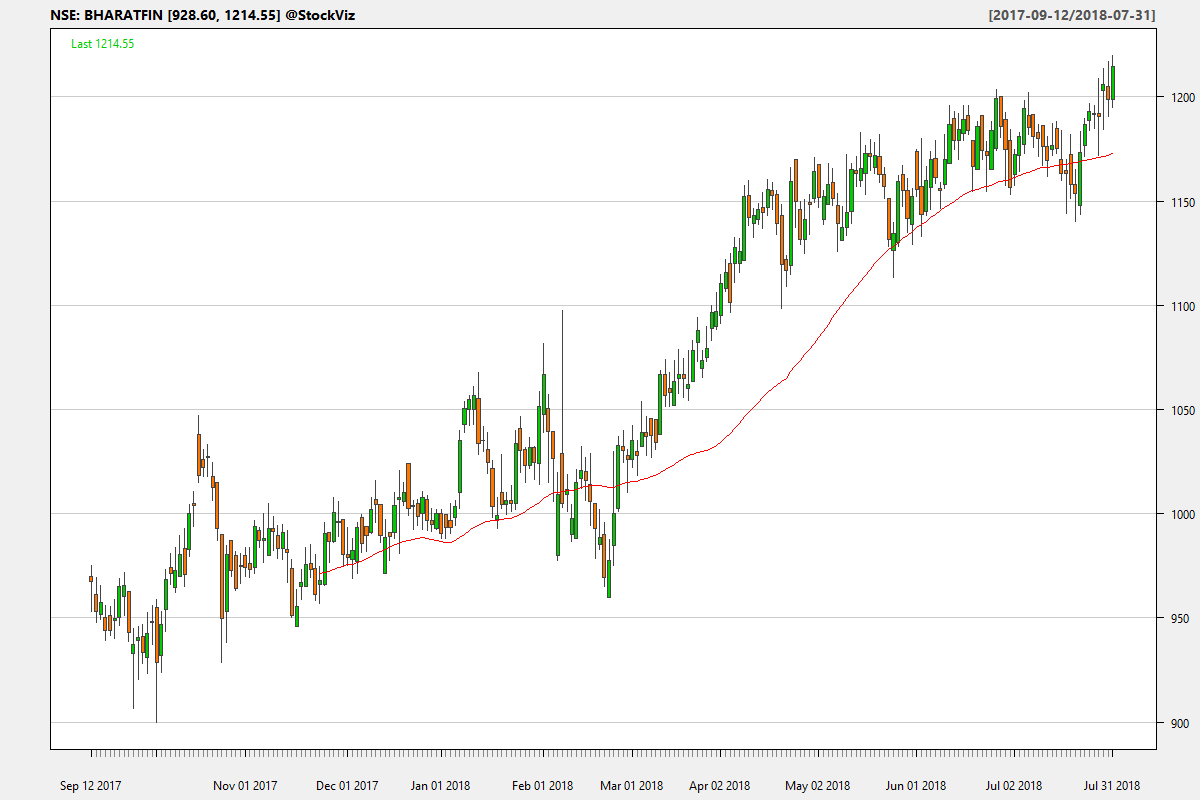 NSE: BHARATFIN [928.60, 1214.55] @StockViz [2017-09-12/2018-07-31]
Last 1214.55
1200
1150
1100
1050
1000
950
900
Sep 12 2017 Nov 01 2017 Dec 01 2017 Jan 01 2018 Feb 01 2018 Mar 01 2018 Apr 02 2018 May 02 2018 Jun 01 2018 Jul 02 2018 Jul 31 2018